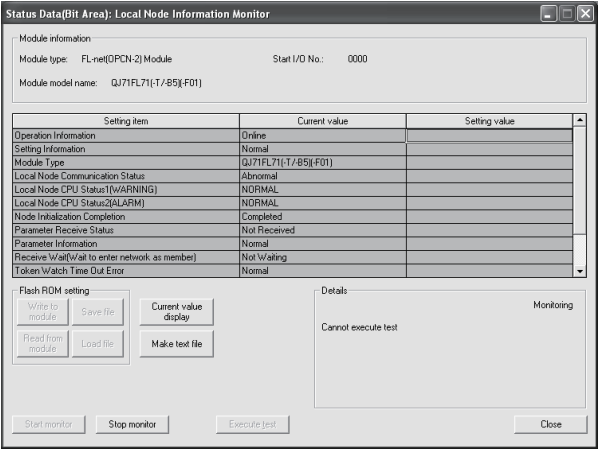 Status Data(Bit Area): Local Node Information Monitor
Module information
Module type: FL-net(OPCN-2) Module Start I/O No.: 0000
Module model name: QJ71FL71(-T/-B5)(-F01)
Setting item Current value Setting value
Operation Information Online
Setting Information Normal
Module Type QJ71FL71(-T/-B5)(-F01)
Local Node Communication Status Abnormal
Local Node CPU Status1(WARNING) NORMAL
Local Node CPU Status2(ALARM) NORMAL
Node Initialization Completion Completed
Parameter Receive Status Not Received
Parameter Information Normal
Receive Wait(Wait to enter network as member) Not Waiting
Token Watch Time Out Error Normal
Flash ROM setting
Write to
module
Save file
Read from
module
Load file
Current value
display
Make text file
Details
Monitoring
Cannot execute test
Start monitor Stop monitor Execute test Close